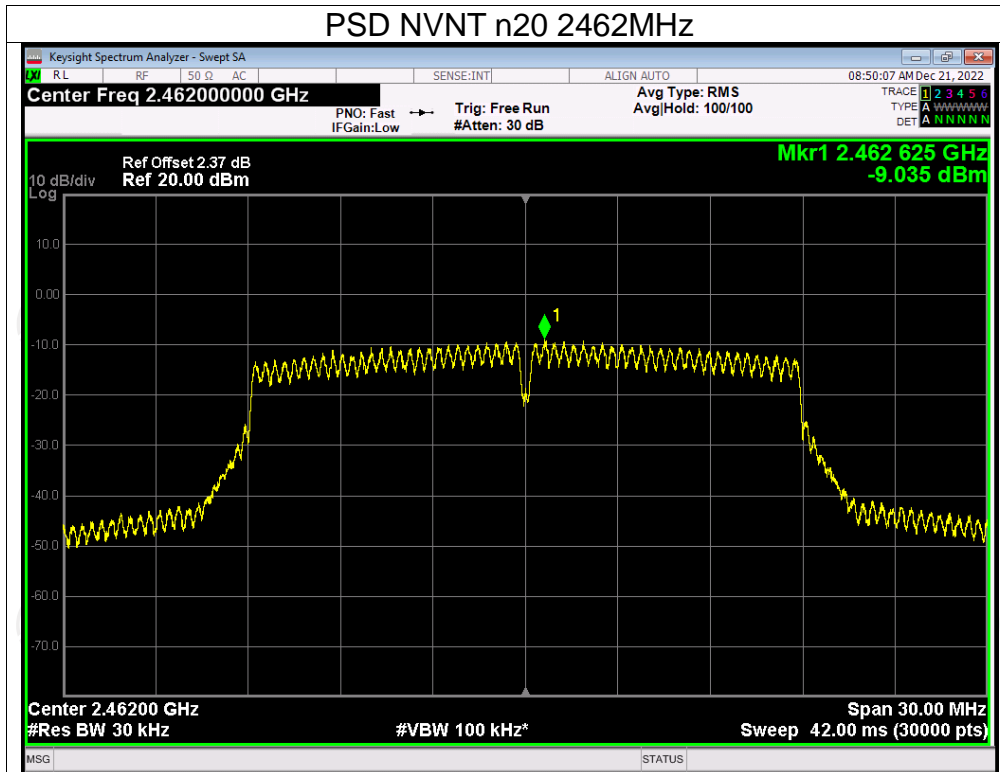 PSD NVNT n20 2462MHz
Keysight Spectrum Analyzer - Swept SA
LXI RL RF 50 Ω AC SENSE:INT ALIGN AUTO 08:50:07 AM Dec 21, 2022
Center Freq 2.462000000 GHz Avg Type: RMS TRACE 1 2 3 4 5 6
PNO: Fast Trig: Free Run Avg|Hold: 100/100 TYPE A WWWWW
IFGain:Low #Atten: 30 dB DET A N N N N N
Mkr1 2.462 625 GHz
Ref Offset 2.37 dB
10 dB/div Ref 20.00 dBm -9.035 dBm
Log
10.0
0.00
1
-10.0
-20.0
-30.0
-40.0
-50.0
-60.0
-70.0
Center 2.46200 GHz Span 30.00 MHz
#Res BW 30 kHz #VBW 100 kHz* Sweep 42.00 ms (30000 pts)
MSG STATUS